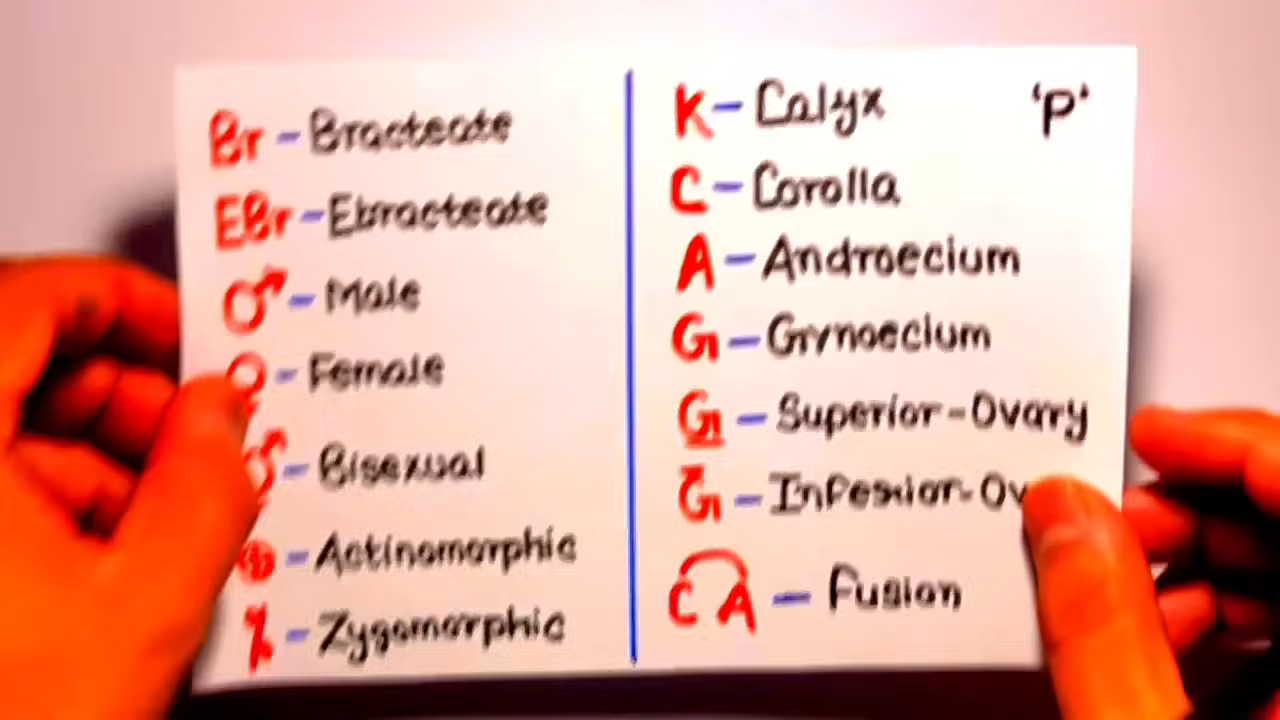 Br - Bracteate
EBr - Ebracteate
♂ - Male
♀ - Female
⚥ - Bisexual
⊕ - Actinomorphic
% - Zygomorphic
K - Calyx 'P'
C - Corolla
A - Androecium
G - Gynoecium
G - Superior-Ovary
G - Inferior-Ov
C A - Fusion